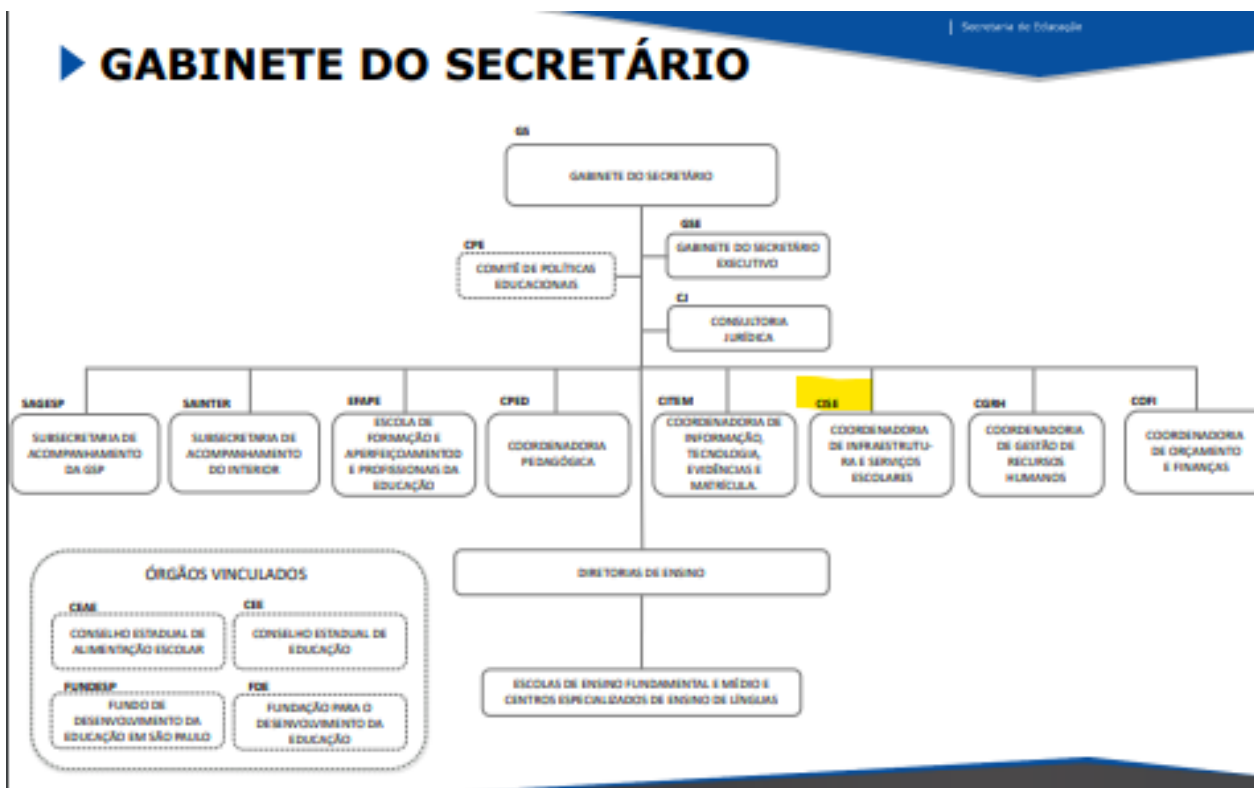 Secretaria de Educação
GABINETE DO SECRETÁRIO
GS
GABINETE DO SECRETÁRIO
GSE
GABINETE DO SECRETÁRIO
EXECUTIVO
CPE
COMITÊ DE POLÍTICAS
EDUCACIONAIS
CJ
CONSULTORIA
JURÍDICA
SAGESP
SUBSECRETARIA DE
ACOMPANHAMENTO
DA GSP
SAINTER
SUBSECRETARIA DE
ACOMPANHAMENTO
DO INTERIOR
EFAPE
ESCOLA DE
FORMAÇÃO E
APERFEIÇOAMENTOD
E PROFISSIONAIS DA
EDUCAÇÃO
CPED
COORDENADORIA
PEDAGÓGICA
CITEM
COORDENADORIA DE
INFORMAÇÃO,
TECNOLOGIA,
EVIDÊNCIAS E
MATRÍCULA.
CISE
COORDENADORIA
DE INFRAESTRUTU-
RA E SERVIÇOS
ESCOLARES
CGRH
COORDENADORIA
DE GESTÃO DE
RECURSOS
HUMANOS
COFI
COORDENADORIA
DE ORÇAMENTO
E FINANÇAS
DIRETORIAS DE ENSINO
ESCOLAS DE ENSINO FUNDAMENTAL E MÉDIO E
CENTROS ESPECIALIZADOS DE ENSINO DE LÍNGUAS
ÓRGÃOS VINCULADOS
CEAE
CONSELHO ESTADUAL DE
ALIMENTAÇÃO ESCOLAR
CEE
CONSELHO ESTADUAL DE
EDUCAÇÃO
FUNDESP
FUNDO DE
DESENVOLVIMENTO DA
EDUCAÇÃO EM SÃO PAULO
FDE
FUNDAÇÃO PARA O
DESENVOLVIMENTO DA
EDUCAÇÃO